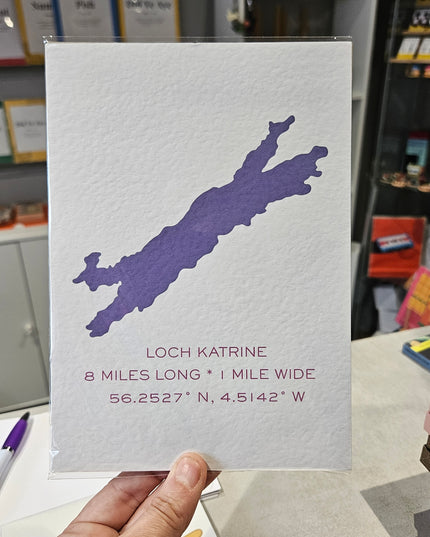 LOCH KATRINE
8 MILES LONG * 1 MILE WIDE
56.2527° N, 4.5142° W